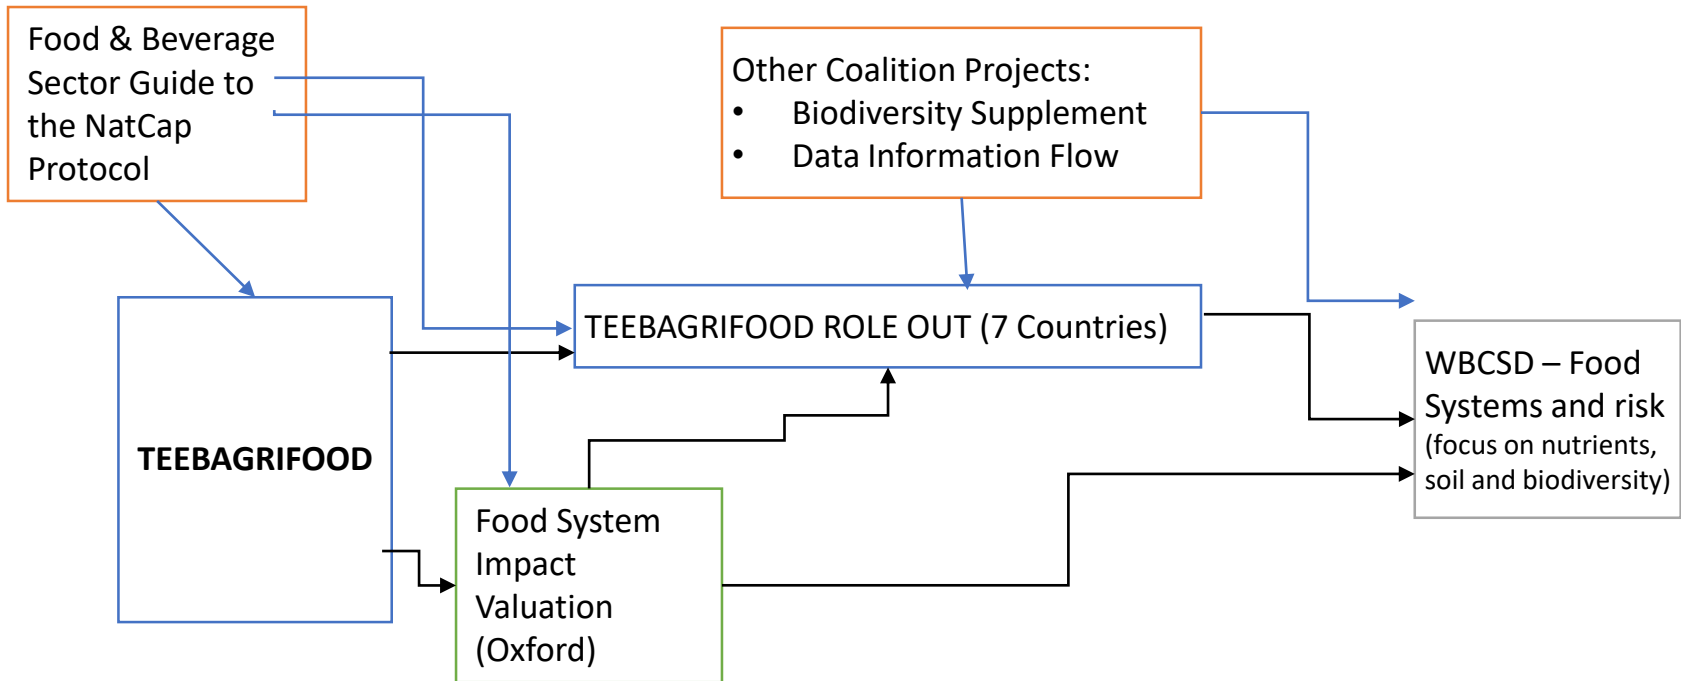 Food & Beverage
Sector Guide to
the NatCap
Protocol
Other Coalition Projects:
• Biodiversity Supplement
• Data Information Flow
TEEBAGRIFOOD ROLE OUT (7 Countries)
WBCSD – Food
Systems and risk
(focus on nutrients,
soil and biodiversity)
TEEBAGRIFOOD
Food System
Impact
Valuation
(Oxford)